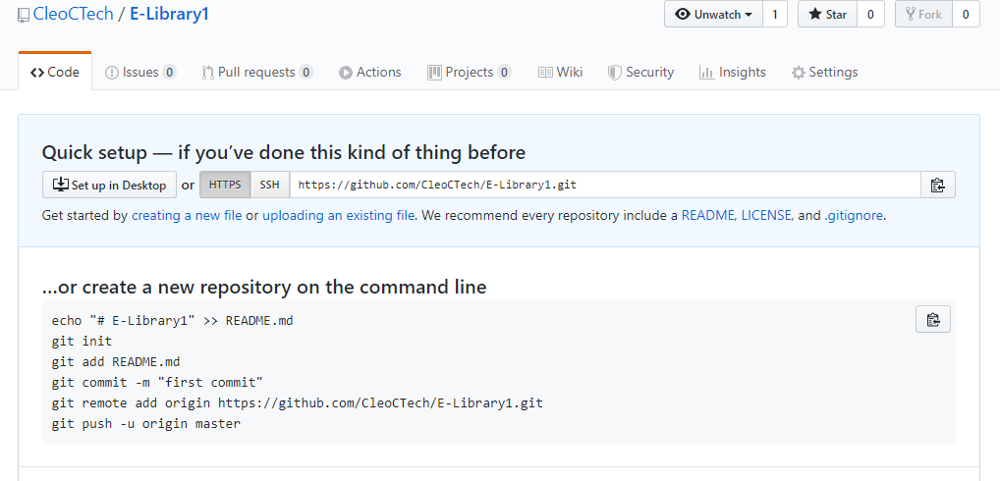 CleoCTech / E-Library1
Unwatch 1 Star 0 Fork 0
Code Issues 0 Pull requests 0 Actions Projects 0 Wiki Security Insights Settings
Quick setup — if you’ve done this kind of thing before
Set up in Desktop or HTTPS SSH https://github.com/CleoCTech/E-Library1.git
Get started by creating a new file or uploading an existing file. We recommend every repository include a README, LICENSE, and .gitignore.
…or create a new repository on the command line
echo "# E-Library1" >> README.md
git init
git add README.md
git commit -m "first commit"
git remote add origin https://github.com/CleoCTech/E-Library1.git
git push -u origin master